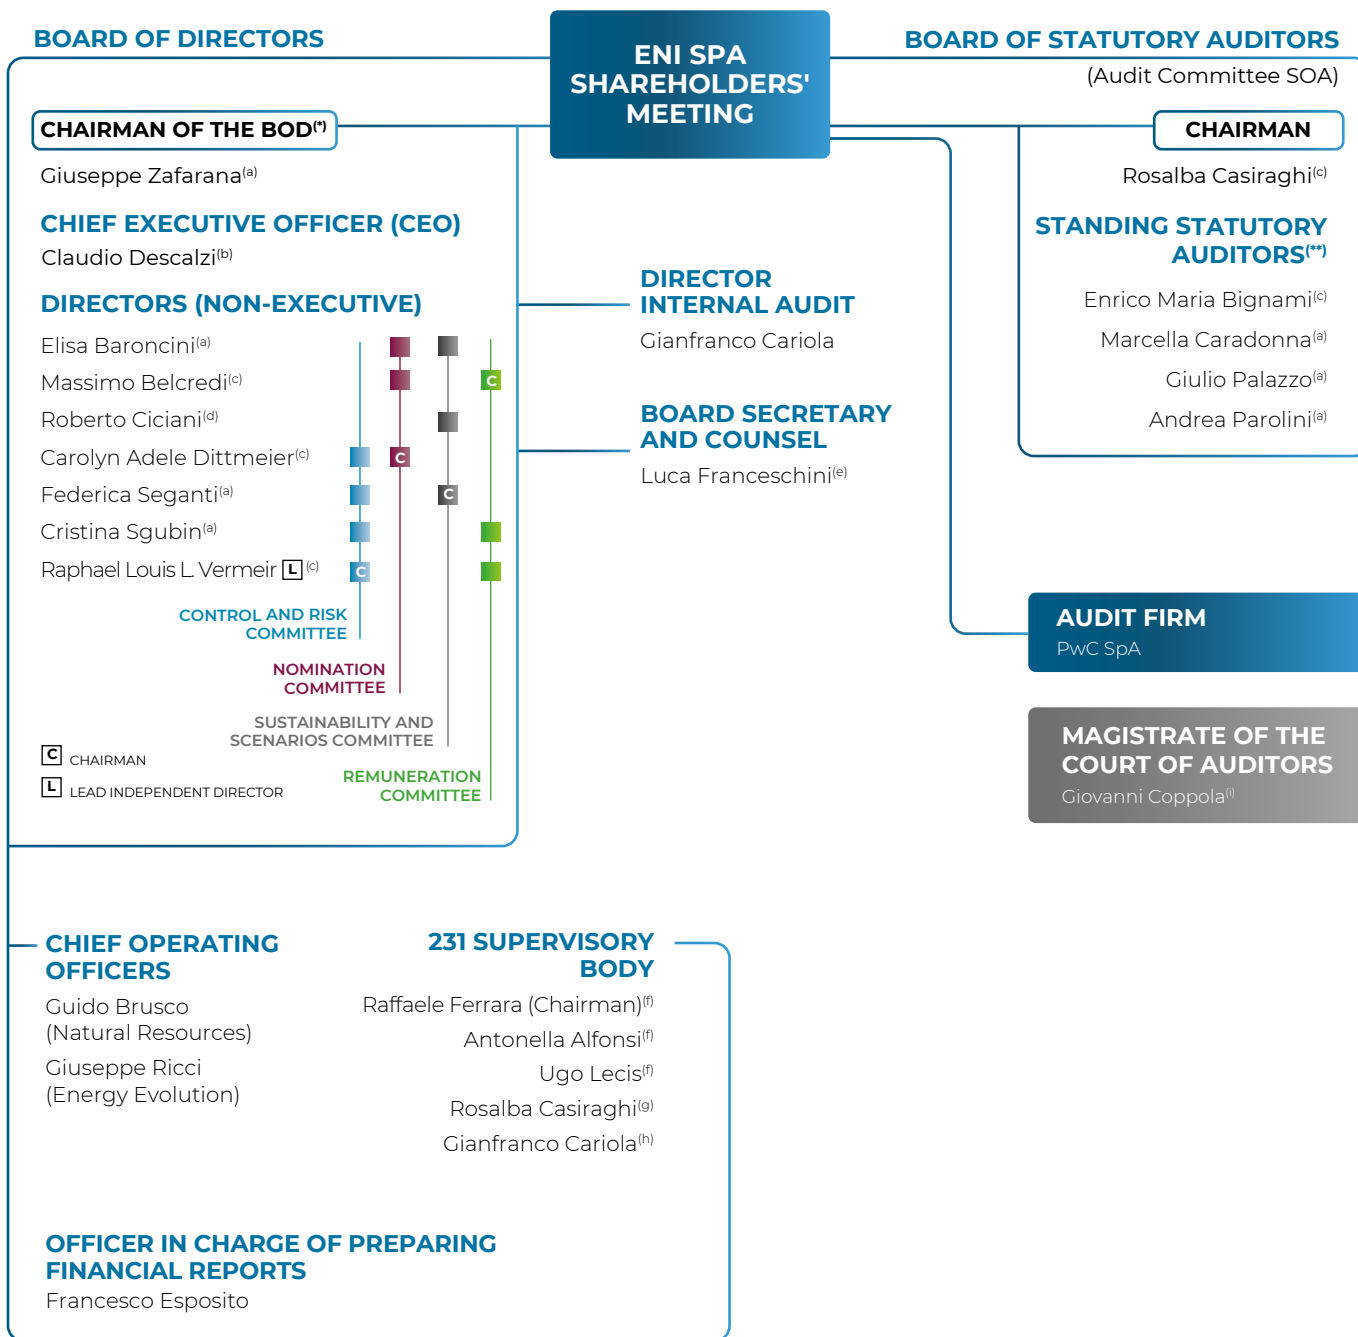 BOARD OF DIRECTORS
ENI SPA
SHAREHOLDERS'
MEETING
BOARD OF STATUTORY AUDITORS
(Audit Committee SOA)
CHAIRMAN OF THE BOD(*)
Giuseppe Zafarana(a)
CHIEF EXECUTIVE OFFICER (CEO)
Claudio Descalzi(b)
DIRECTORS (NON-EXECUTIVE)
Elisa Baroncini(a)
Massimo Belcredi(c)
C
Roberto Ciciani(d)
Carolyn Adele Dittmeier(c)
C
Federica Seganti(a)
C
Cristina Sgubin(a)
Raphael Louis L. Vermeir L (c)
C
CONTROL AND RISK
COMMITTEE
NOMINATION
COMMITTEE
SUSTAINABILITY AND
SCENARIOS COMMITTEE
REMUNERATION
COMMITTEE
C CHAIRMAN
L LEAD INDEPENDENT DIRECTOR
DIRECTOR
INTERNAL AUDIT
Gianfranco Cariola
BOARD SECRETARY
AND COUNSEL
Luca Franceschini(e)
CHAIRMAN
Rosalba Casiraghi(c)
STANDING STATUTORY
AUDITORS(**)
Enrico Maria Bignami(c)
Marcella Caradonna(a)
Giulio Palazzo(a)
Andrea Parolini(a)
AUDIT FIRM
PwC SpA
MAGISTRATE OF THE
COURT OF AUDITORS
Giovanni Coppola(i)
CHIEF OPERATING
OFFICERS
Guido Brusco
(Natural Resources)
Giuseppe Ricci
(Energy Evolution)
231 SUPERVISORY
BODY
Raffaele Ferrara (Chairman)(f)
Antonella Alfonsi(f)
Ugo Lecis(f)
Rosalba Casiraghi(g)
Gianfranco Cariola(h)
OFFICER IN CHARGE OF PREPARING
FINANCIAL REPORTS
Francesco Esposito